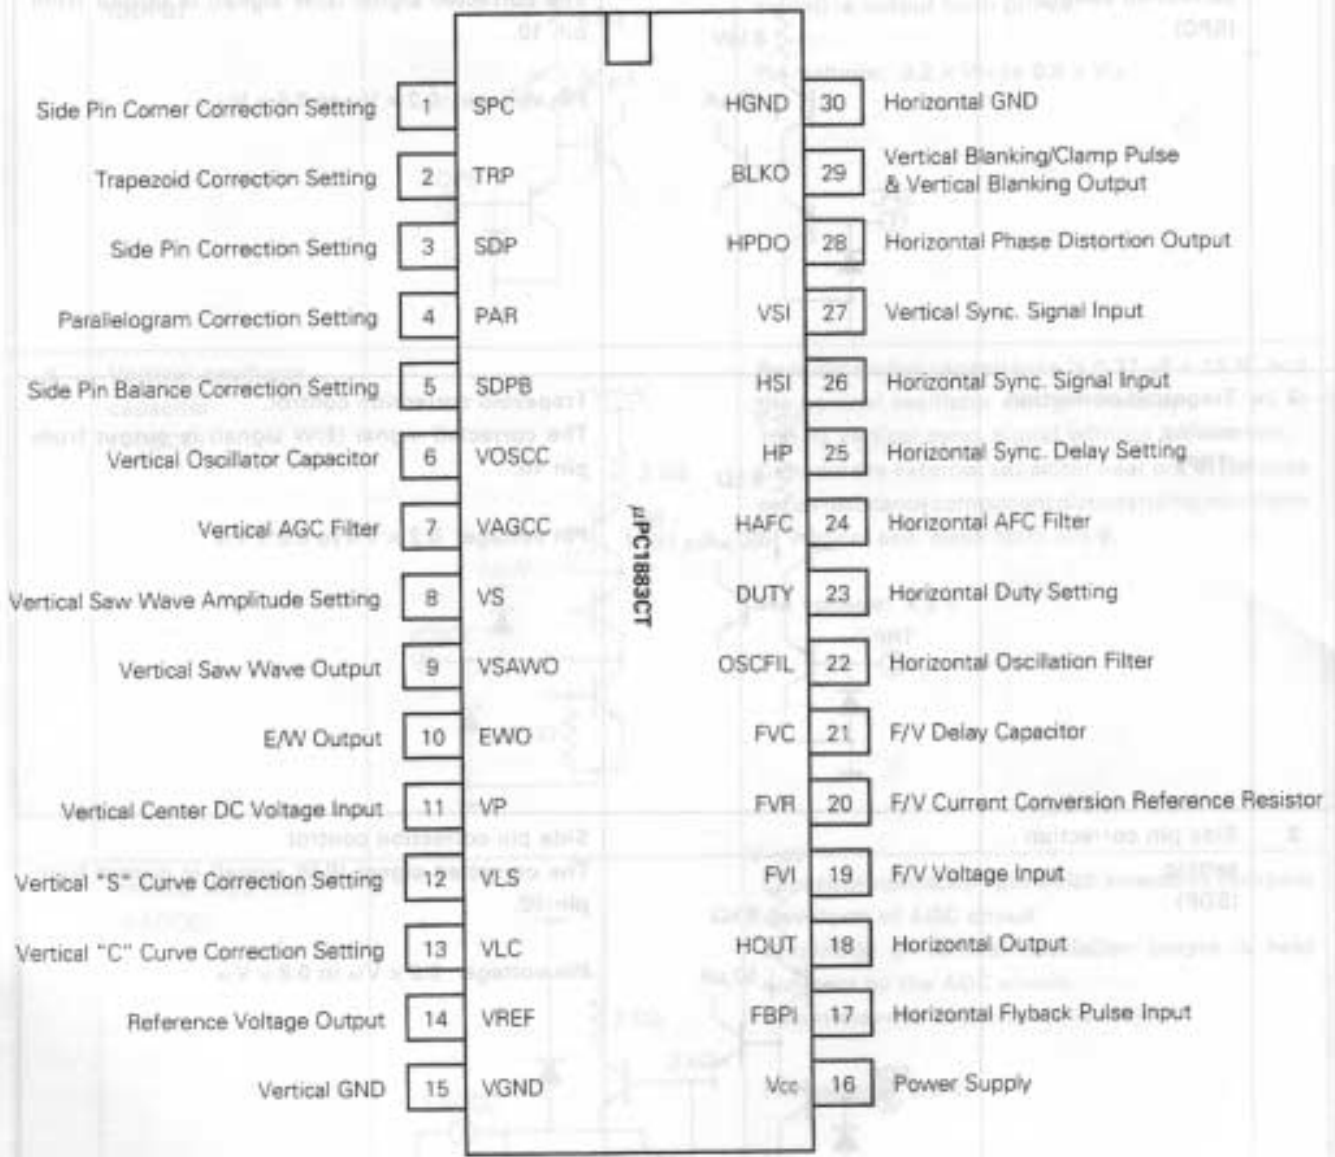 Side Pin Corner Correction Setting 1 SPC
Trapezoid Correction Setting 2 TRP
Side Pin Correction Setting 3 SDP
Parallelogram Correction Setting 4 PAR
Side Pin Balance Correction Setting 5 SDPB
Vertical Oscillator Capacitor 6 VOSCC
Vertical AGC Filter 7 VAGCC
Vertical Saw Wave Amplitude Setting 8 VS
Vertical Saw Wave Output 9 VSAWO
E/W Output 10 EWO
Vertical Center DC Voltage Input 11 VP
Vertical "S" Curve Correction Setting 12 VLS
Vertical "C" Curve Correction Setting 13 VLC
Reference Voltage Output 14 VREF
Vertical GND 15 VGND
μPC1883CT
HGND 30 Horizontal GND
BLKO 29 Vertical Blanking/Clamp Pulse
& Vertical Blanking Output
HPDO 28 Horizontal Phase Distortion Output
VSI 27 Vertical Sync. Signal Input
HSI 26 Horizontal Sync. Signal Input
HP 25 Horizontal Sync. Delay Setting
HAFC 24 Horizontal AFC Filter
DUTY 23 Horizontal Duty Setting
OSCFIL 22 Horizontal Oscillation Filter
FVC 21 F/V Delay Capacitor
FVR 20 F/V Current Conversion Reference Resistor
FVI 19 F/V Voltage Input
HOUT 18 Horizontal Output
FBPI 17 Horizontal Flyback Pulse Input
Vcc 16 Power Supply